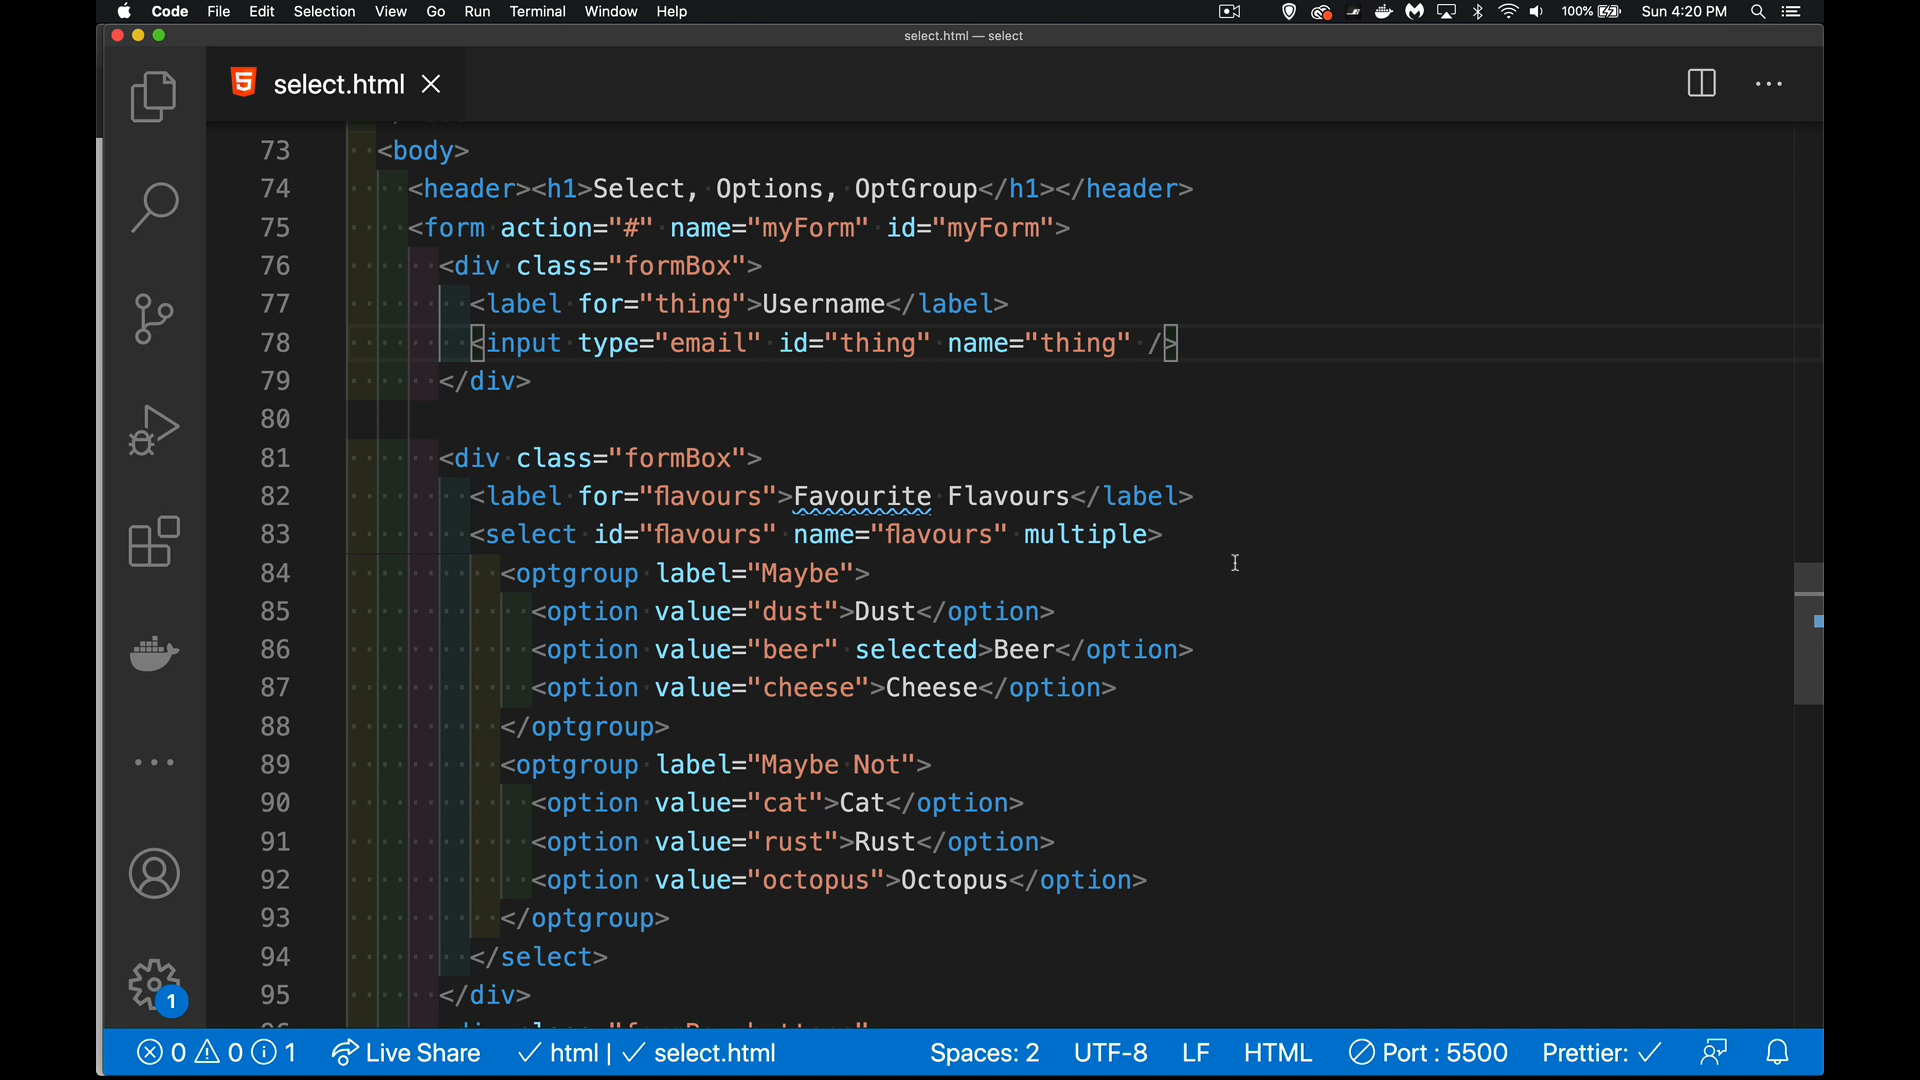 Code File Edit Selection View Go Run Terminal Window Help 100% Sun 4:20 PM
select.html — select
select.html
73 <body>
74 <header><h1>Select, Options, OptGroup</h1></header>
75 <form action="#" name="myForm" id="myForm">
76 <div class="formBox">
77 <label for="thing">Username</label>
78 <input type="email" id="thing" name="thing" />
79 </div>
80
81 <div class="formBox">
82 <label for="flavours">Favourite Flavours</label>
83 <select id="flavours" name="flavours" multiple>
84 <optgroup label="Maybe">
85 <option value="dust">Dust</option>
86 <option value="beer" selected>Beer</option>
87 <option value="cheese">Cheese</option>
88 </optgroup>
89 <optgroup label="Maybe Not">
90 <option value="cat">Cat</option>
91 <option value="rust">Rust</option>
92 <option value="octopus">Octopus</option>
93 </optgroup>
94 </select>
95 </div>
1
0 0 1 Live Share html | select.html Spaces: 2 UTF-8 LF HTML Port : 5500 Prettier: